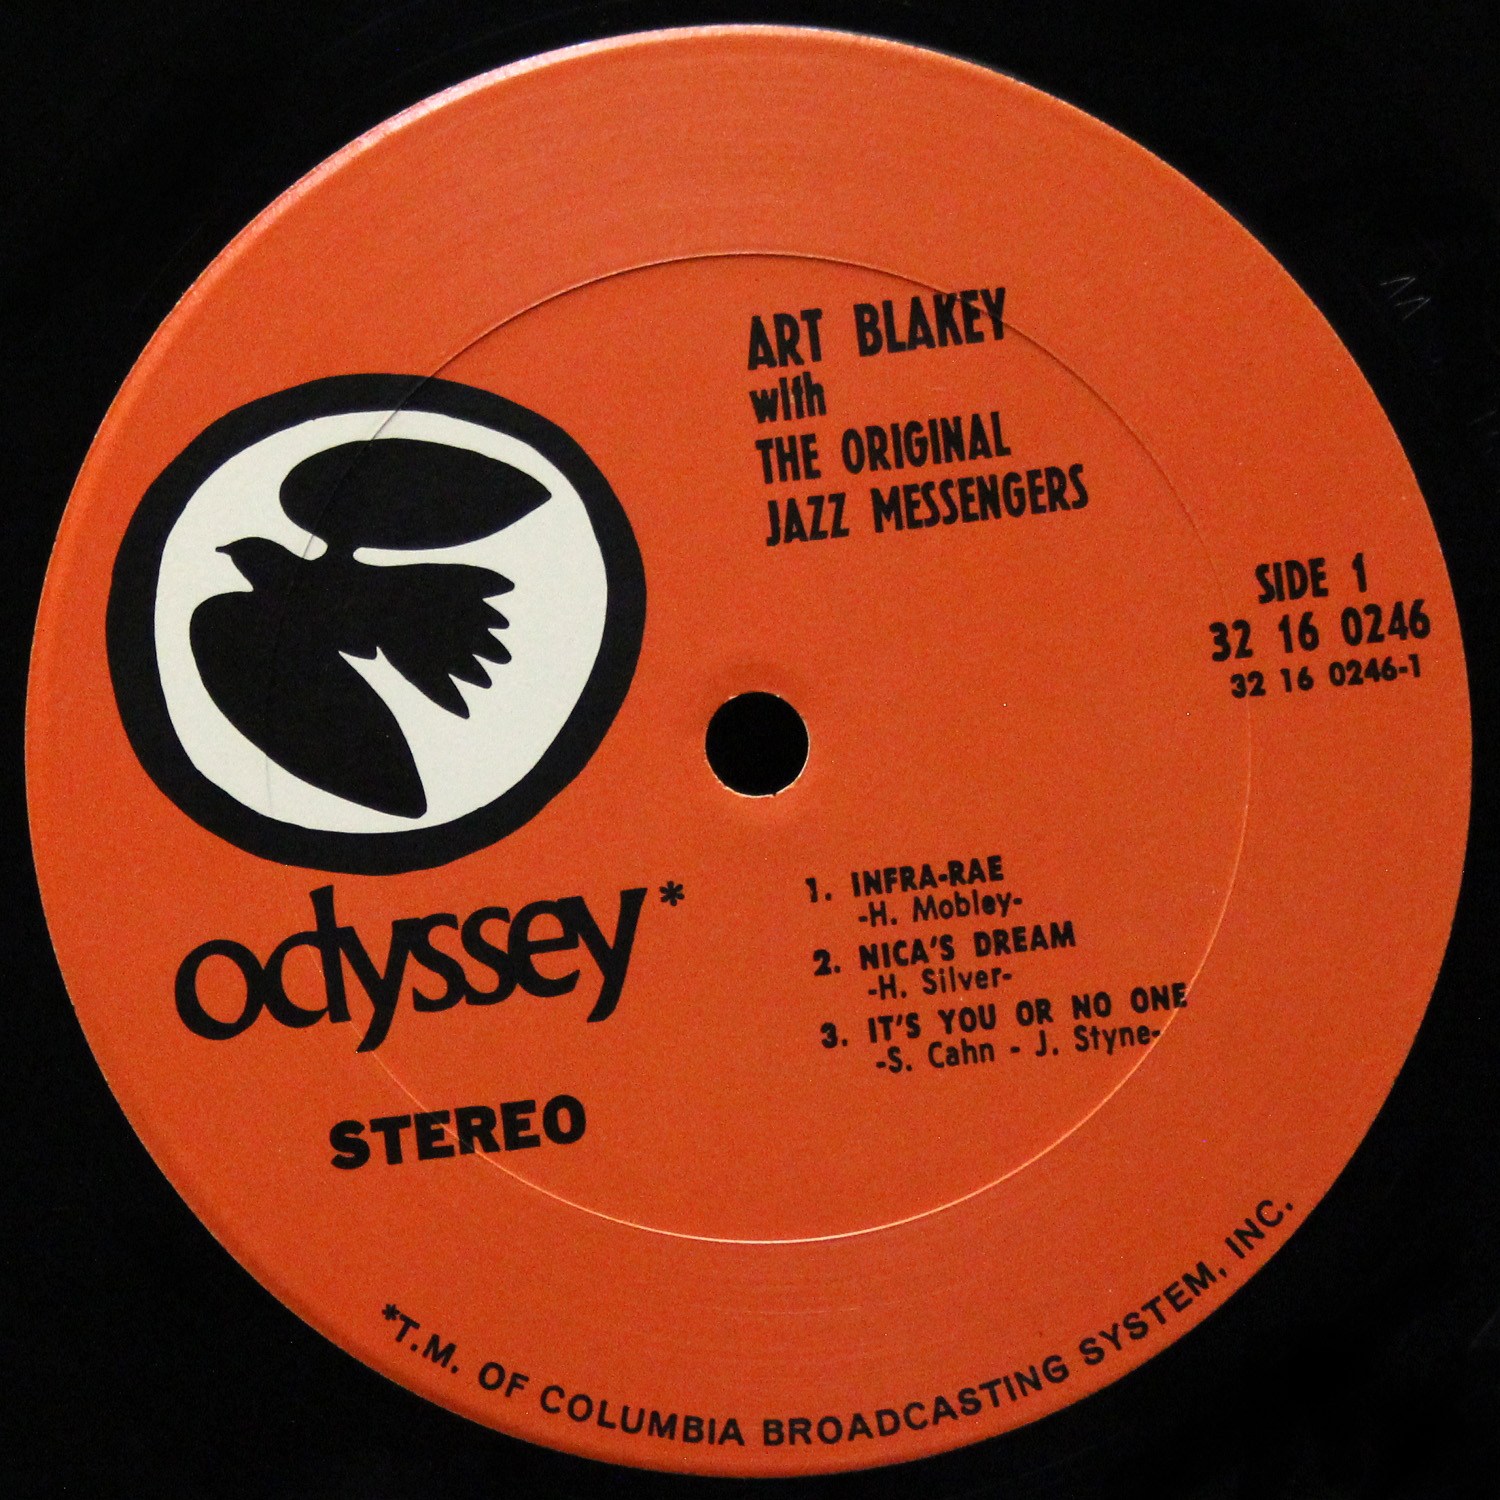 ART BLAKEY
with
THE ORIGINAL
JAZZ MESSENGERS
SIDE 1
32 16 0246
32 16 0246-1
odyssey*
STEREO
1. INFRA-RAE
-H. Mobley-
2. NICA'S DREAM
-H. Silver-
3. IT'S YOU OR NO ONE
-S. Cahn - J. Styne-
*T.M. OF COLUMBIA BROADCASTING SYSTEM, INC.